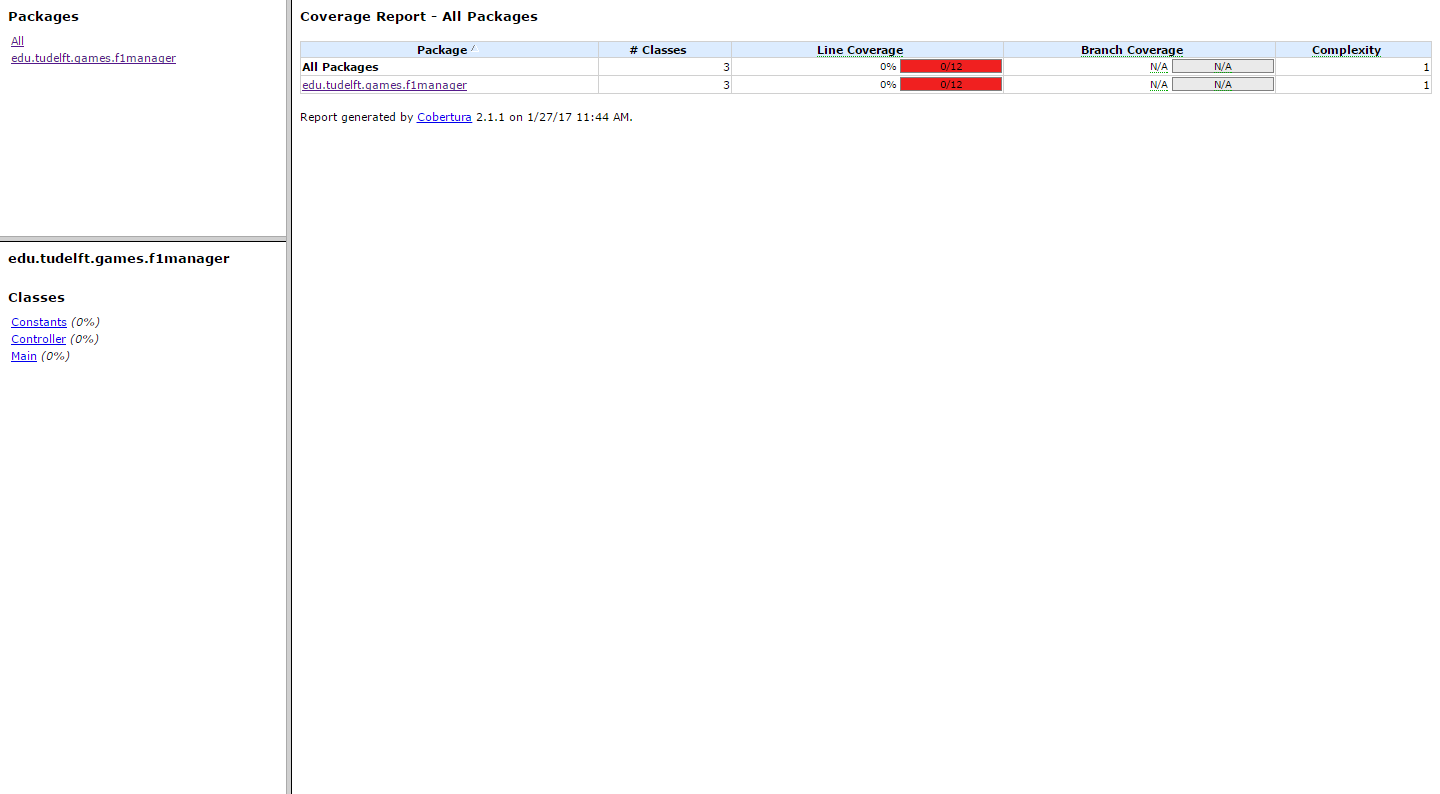 Packages
All
edu.tudelft.games.f1manager
edu.tudelft.games.f1manager
Classes
Constants (0%)
Controller (0%)
Main (0%)
Coverage Report - All Packages
Package # Classes Line Coverage Branch Coverage Complexity
All Packages 3 0% 0/12 N/A N/A 1
edu.tudelft.games.f1manager 3 0% 0/12 N/A N/A 1
Report generated by Cobertura 2.1.1 on 1/27/17 11:44 AM.